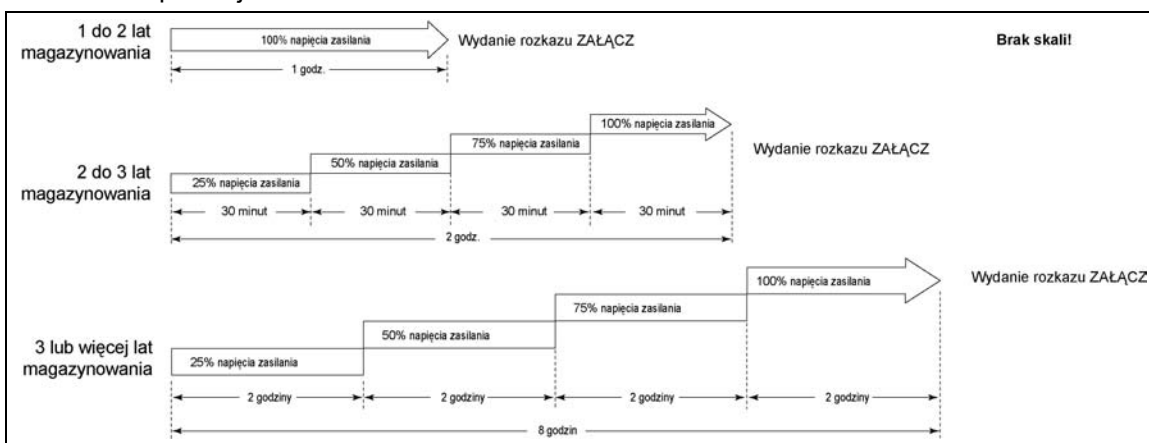 1 do 2 lat
magazynowania
100% napięcia zasilania
Wydanie rozkazu ZAŁĄCZ
Brak skali!
1 godz.
2 do 3 lat
magazynowania
25% napięcia zasilania
50% napięcia zasilania
75% napięcia zasilania
100% napięcia zasilania
Wydanie rozkazu ZAŁĄCZ
30 minut
30 minut
30 minut
30 minut
2 godz.
3 lub więcej lat
magazynowania
25% napięcia zasilania
50% napięcia zasilania
75% napięcia zasilania
100% napięcia zasilania
Wydanie rozkazu ZAŁĄCZ
2 godziny
2 godziny
2 godziny
2 godziny
8 godzin